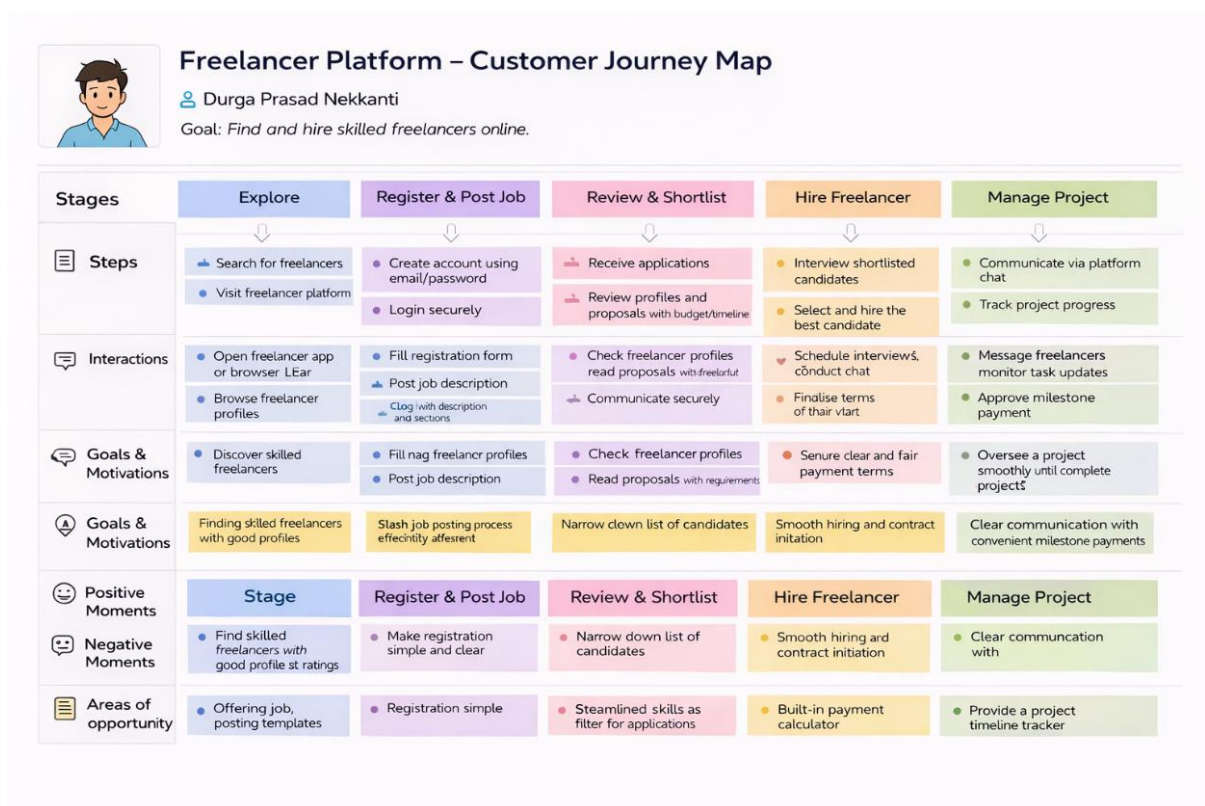 Freelancer Platform – Customer Journey Map
Durga Prasad Nekkanti
Goal: Find and hire skilled freelancers online.
Stages
Explore
Register & Post Job
Review & Shortlist
Hire Freelancer
Manage Project
Steps
Search for freelancers
Visit freelancer platform
Create account using
email/password
Login securely
Receive applications
Review profiles and
proposals with budget/timeline
Interview shortlisted
candidates
Select and hire the
best candidate
Communicate via platform
chat
Track project progress
Interactions
Open freelancer app
or browser
Browse freelancer
profiles
Fill registration form
Post job description
with description
and sections
Check freelancer profiles
read proposals
Communicate securely
Schedule interviews,
conduct chat
Finalise terms
of
Message freelancers
monitor task updates
Approve milestone
payment
Goals &
Motivations
Discover skilled
freelancers
Fill nag freelancr profiles
Post job description
Check freelancer profiles
Read proposals with requirements
Senure clear and fair
payment terms
Oversee a project
smoothly until complete
projects
Goals &
Motivations
Finding skilled freelancers
with good profiles
Slash job posting process
Narrow down list of candidates
Smooth hiring and contract
initation
Clear communication with
convenient milestone payments
Positive
Moments
Stage
Register & Post Job
Review & Shortlist
Hire Freelancer
Manage Project
Negative
Moments
Find skilled
freelancers with
good profile st ratings
Make registration
simple and clear
Narrow down list of
candidates
Smooth hiring and
contract initiation
Clear communcation
with
Areas of
opportunity
Offering job,
posting templates
Registration simple
Streamlined skills as
filter for applications
Built-in payment
calculator
Provide a project
timeline tracker